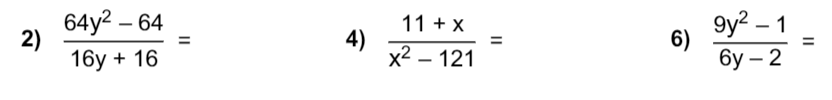 2) (64y² – 64)/(16y + 16) =
4) (11 + x)/(x² – 121) =
6) (9y² – 1)/(6y – 2) =